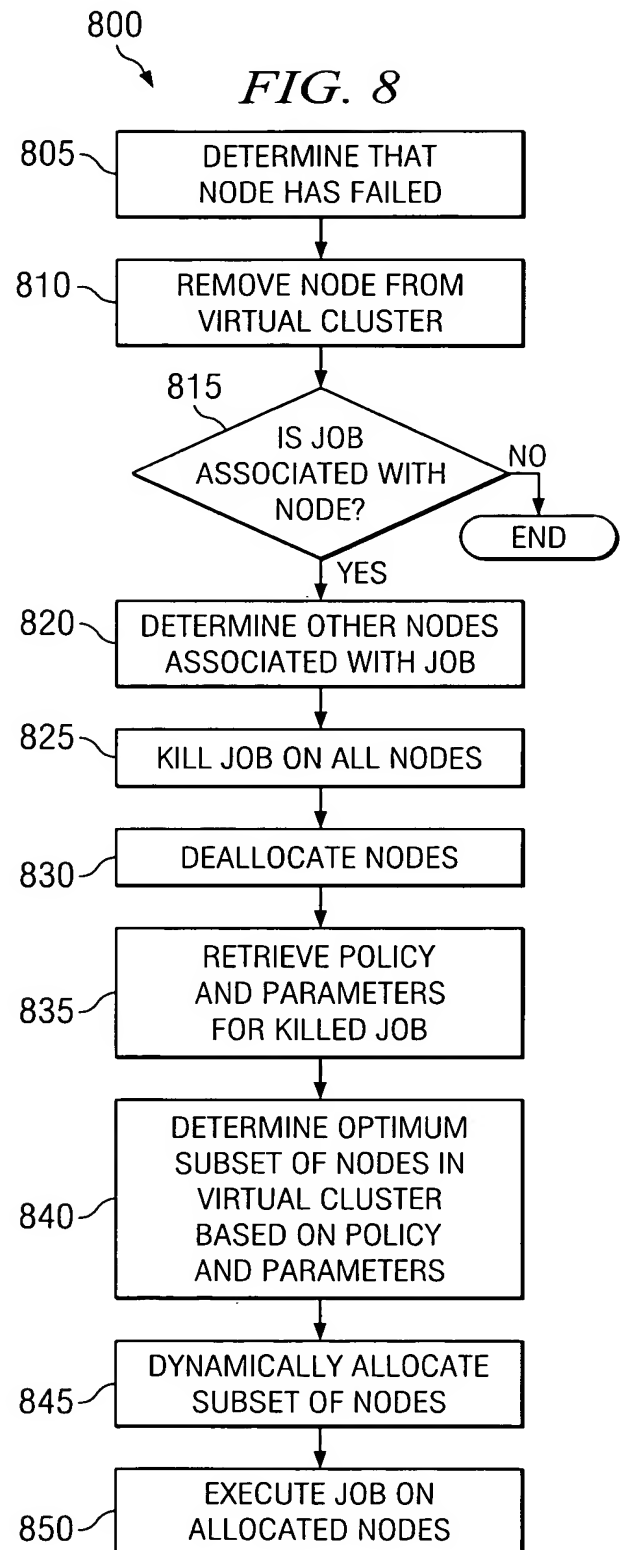 800
FIG. 8
805
DETERMINE THAT
NODE HAS FAILED
810
REMOVE NODE FROM
VIRTUAL CLUSTER
815
IS JOB
ASSOCIATED WITH
NODE?
NO
END
YES
820
DETERMINE OTHER NODES
ASSOCIATED WITH JOB
825
KILL JOB ON ALL NODES
830
DEALLOCATE NODES
835
RETRIEVE POLICY
AND PARAMETERS
FOR KILLED JOB
840
DETERMINE OPTIMUM
SUBSET OF NODES IN
VIRTUAL CLUSTER
BASED ON POLICY
AND PARAMETERS
845
DYNAMICALLY ALLOCATE
SUBSET OF NODES
850
EXECUTE JOB ON
ALLOCATED NODES